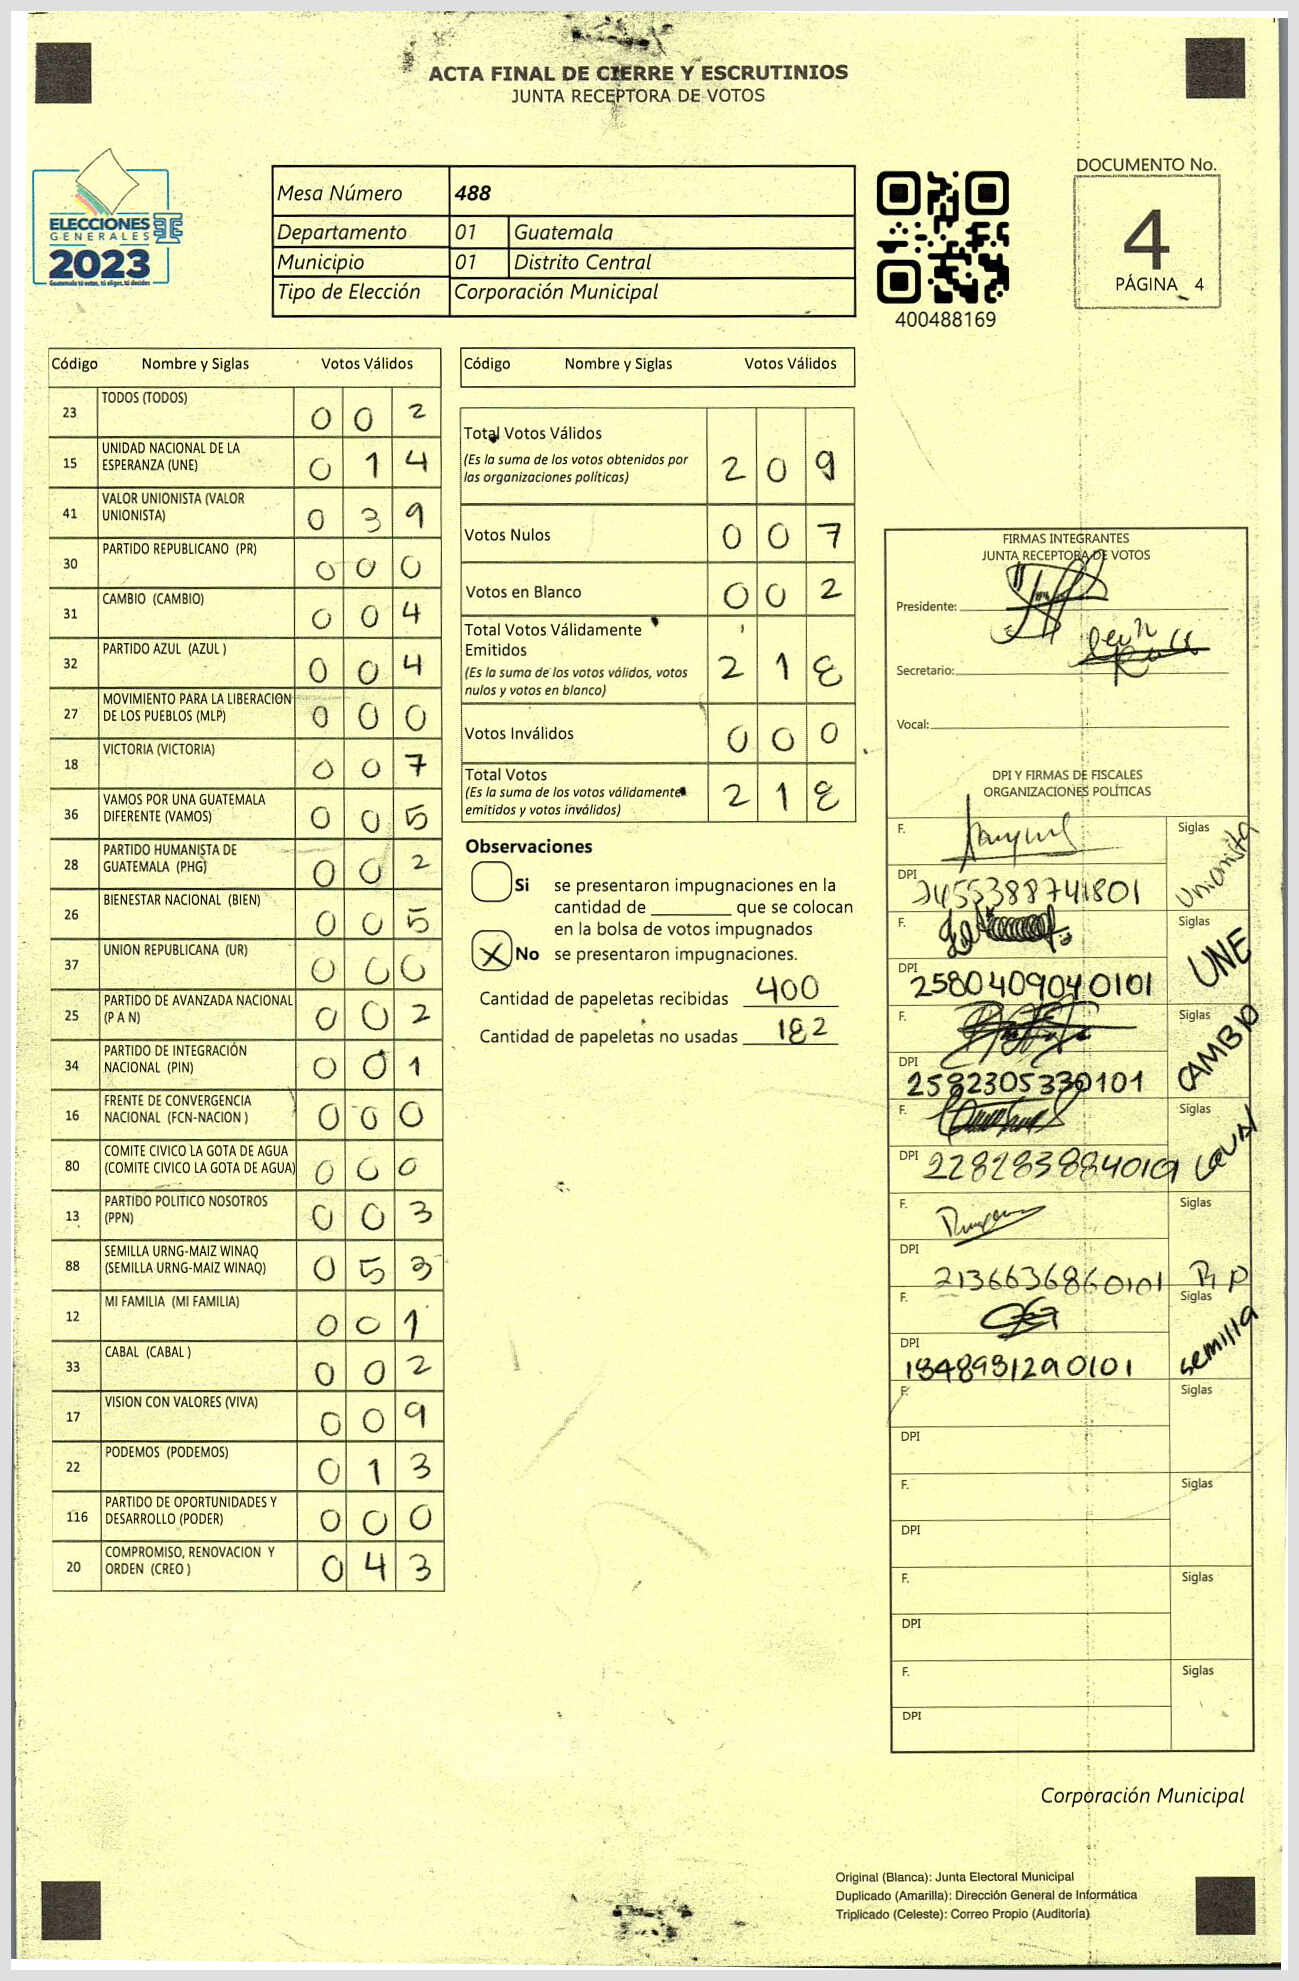 ACTA FINAL DE CIERRE Y ESCRUTINIOS
JUNTA RECEPTORA DE VOTOS
ELECCIONES
GENERALES
2023
Guatemala tú votas, tú eliges, tú decides
Mesa Número 488
Departamento 01 Guatemala
Municipio 01 Distrito Central
Tipo de Elección Corporación Municipal
400488169
DOCUMENTO No.
4
PÁGINA 4
Código Nombre y Siglas Votos Válidos
23 TODOS (TODOS) 0 0 2
15 UNIDAD NACIONAL DE LA
ESPERANZA (UNE) 0 1 4
41 VALOR UNIONISTA (VALOR
UNIONISTA) 0 3 9
30 PARTIDO REPUBLICANO (PR) 0 0 0
31 CAMBIO (CAMBIO) 0 0 4
32 PARTIDO AZUL (AZUL ) 0 0 4
27 MOVIMIENTO PARA LA LIBERACION
DE LOS PUEBLOS (MLP) 0 0 0
18 VICTORIA (VICTORIA) 0 0 7
36 VAMOS POR UNA GUATEMALA
DIFERENTE (VAMOS) 0 0 5
28 PARTIDO HUMANISTA DE
GUATEMALA (PHG) 0 0 2
26 BIENESTAR NACIONAL (BIEN) 0 0 5
37 UNION REPUBLICANA (UR) 0 0 0
25 PARTIDO DE AVANZADA NACIONAL
(P A N) 0 0 2
34 PARTIDO DE INTEGRACIÓN
NACIONAL (PIN) 0 0 1
16 FRENTE DE CONVERGENCIA
NACIONAL (FCN-NACION ) 0 0 0
80 COMITE CIVICO LA GOTA DE AGUA
(COMITE CIVICO LA GOTA DE AGUA) 0 0 0
13 PARTIDO POLITICO NOSOTROS
(PPN) 0 0 3
88 SEMILLA URNG-MAIZ WINAQ
(SEMILLA URNG-MAIZ WINAQ) 0 5 3
12 MI FAMILIA (MI FAMILIA) 0 0 1
33 CABAL (CABAL ) 0 0 2
17 VISION CON VALORES (VIVA) 0 0 9
22 PODEMOS (PODEMOS) 0 1 3
116 PARTIDO DE OPORTUNIDADES Y
DESARROLLO (PODER) 0 0 0
20 COMPROMISO, RENOVACION Y
ORDEN (CREO ) 0 4 3
Código Nombre y Siglas Votos Válidos
Total Votos Válidos
(Es la suma de los votos obtenidos por
las organizaciones politicas) 2 0 9
Votos Nulos 0 0 7
Votos en Blanco 0 0 2
Total Votos Válidamente
Emitidos
(Es la suma de los votos válidos, votos
nulos y votos en blanco) 2 1 8
Votos Inválidos 0 0 0
Total Votos
(Es la suma de los votos válidamente
emitidos y votos inválidos) 2 1 8
Observaciones
Si se presentaron impugnaciones en la
cantidad de ________ que se colocan
en la bolsa de votos impugnados
X No se presentaron impugnaciones.
Cantidad de papeletas recibidas 400
Cantidad de papeletas no usadas 182
FIRMAS INTEGRANTES
JUNTA RECEPTORA DE VOTOS
Presidente:
Secretario:
Vocal:
DPI Y FIRMAS DE FISCALES
ORGANIZACIONES POLÍTICAS
F. Siglas
Unionista
DPI 2455388741801
F. Siglas
UNE
DPI 2580409040101
F. Siglas
CAMBIO
DPI 2582305330101
F. Siglas
DPI
F. Siglas
DPI 2136636860101
F. Siglas
semilla
DPI 1848931290101
F. Siglas
DPI
F. Siglas
DPI
F. Siglas
DPI
F. Siglas
DPI
Corporación Municipal
Original (Blanca): Junta Electoral Municipal
Duplicado (Amarilla): Dirección General de Informática
Triplicado (Celeste): Correo Propio (Auditoría)